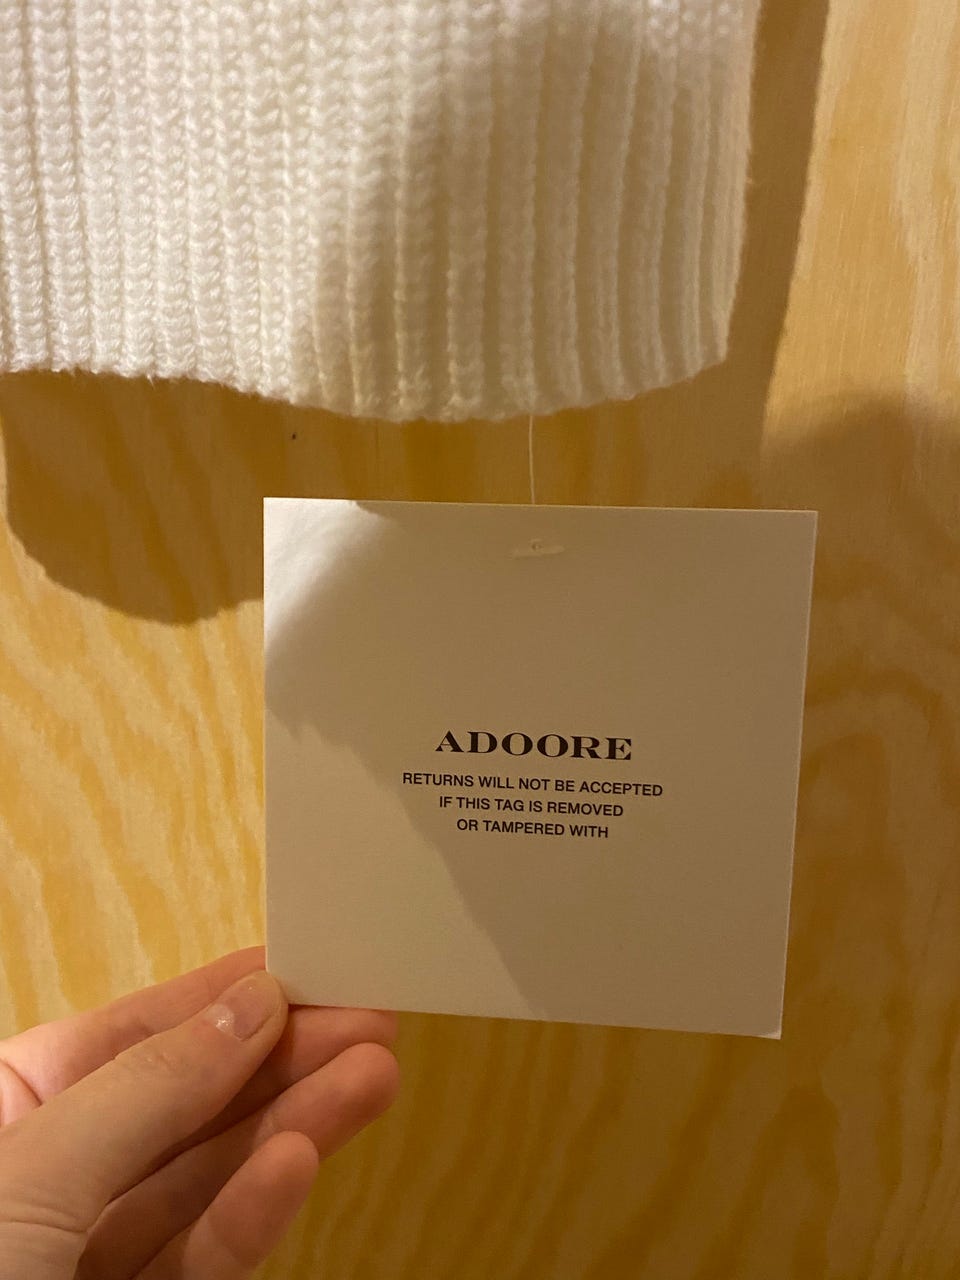 ADOORE
RETURNS WILL NOT BE ACCEPTED
IF THIS TAG IS REMOVED
OR TAMPERED WITH